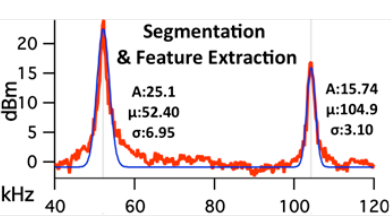 Segmentation
& Feature Extraction
20
15
10
5
0
dBm
A:25.1
μ:52.40
σ:6.95
A:15.74
μ:104.9
σ:3.10
kHz
40 60 80 100 120